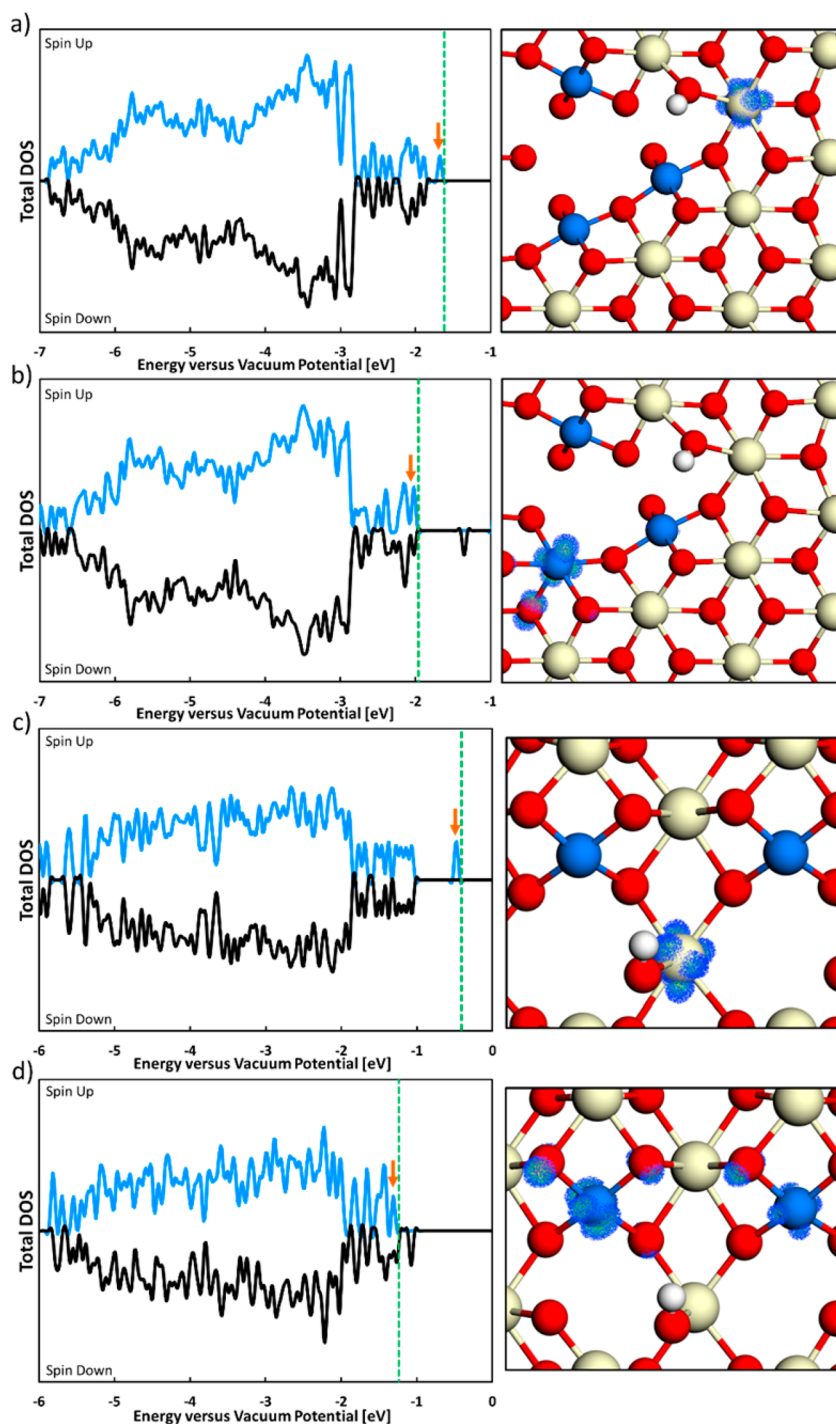 a)
Spin Up
Total DOS
Spin Down
-7 -6 -5 -4 -3 -2 -1
Energy versus Vacuum Potential [eV]
b)
Spin Up
Total DOS
Spin Down
-7 -6 -5 -4 -3 -2 -1
Energy versus Vacuum Potential [eV]
c)
Spin Up
Total DOS
Spin Down
-6 -5 -4 -3 -2 -1 0
Energy versus Vacuum Potential [eV]
d)
Spin Up
Total DOS
Spin Down
-6 -5 -4 -3 -2 -1 0
Energy versus Vacuum Potential [eV]